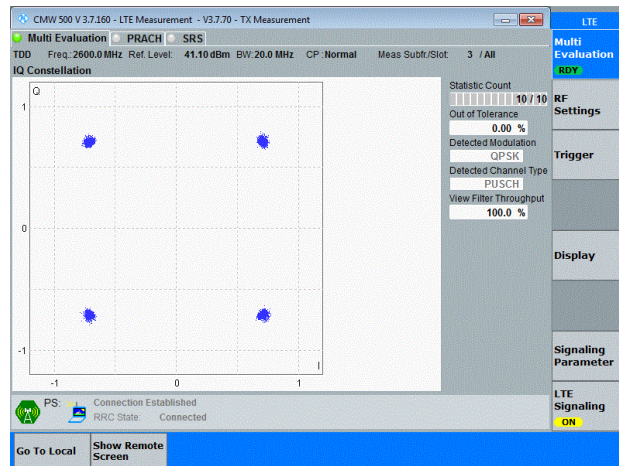 CMW 500 V 3.7.160 - LTE Measurement - V3.7.70 - TX Measurement
LTE
Multi Evaluation PRACH SRS
TDD Freq.:2600.0 MHz Ref. Level: 41.10 dBm BW:20.0 MHz CP :Normal Meas Subfr./Slot: 3 / All
IQ Constellation
Q
1
0
-1
-1 0 1
I
Statistic Count
10 / 10
Out of Tolerance
0.00 %
Detected Modulation
QPSK
Detected Channel Type
PUSCH
View Filter Throughput
100.0 %
Multi
Evaluation
RDY
RF
Settings
Trigger
Display
Signaling
Parameter
LTE
Signaling
ON
PS: Connection Established
RRC State: Connected
Go To Local
Show Remote
Screen